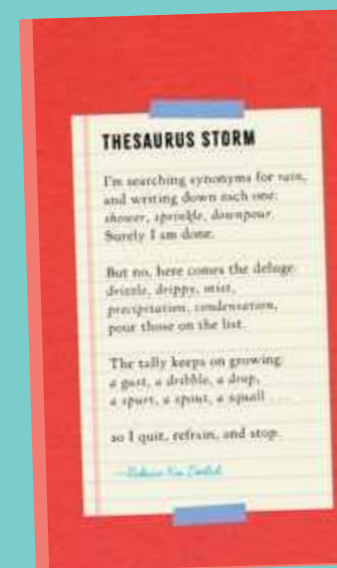 THESAURUS STORM
I'm searching synonyms for rain,
and writing down each one:
shower, sprinkle, downpour.
Surely I am done.
But no, here comes the deluge:
drizzle, drippy, mist,
precipitation, condensation,
pour those on the list.
The tally keeps on growing:
a gust, a dribble, a drop,
a spurt, a spout, a squall . . .
so I quit, refrain, and stop.